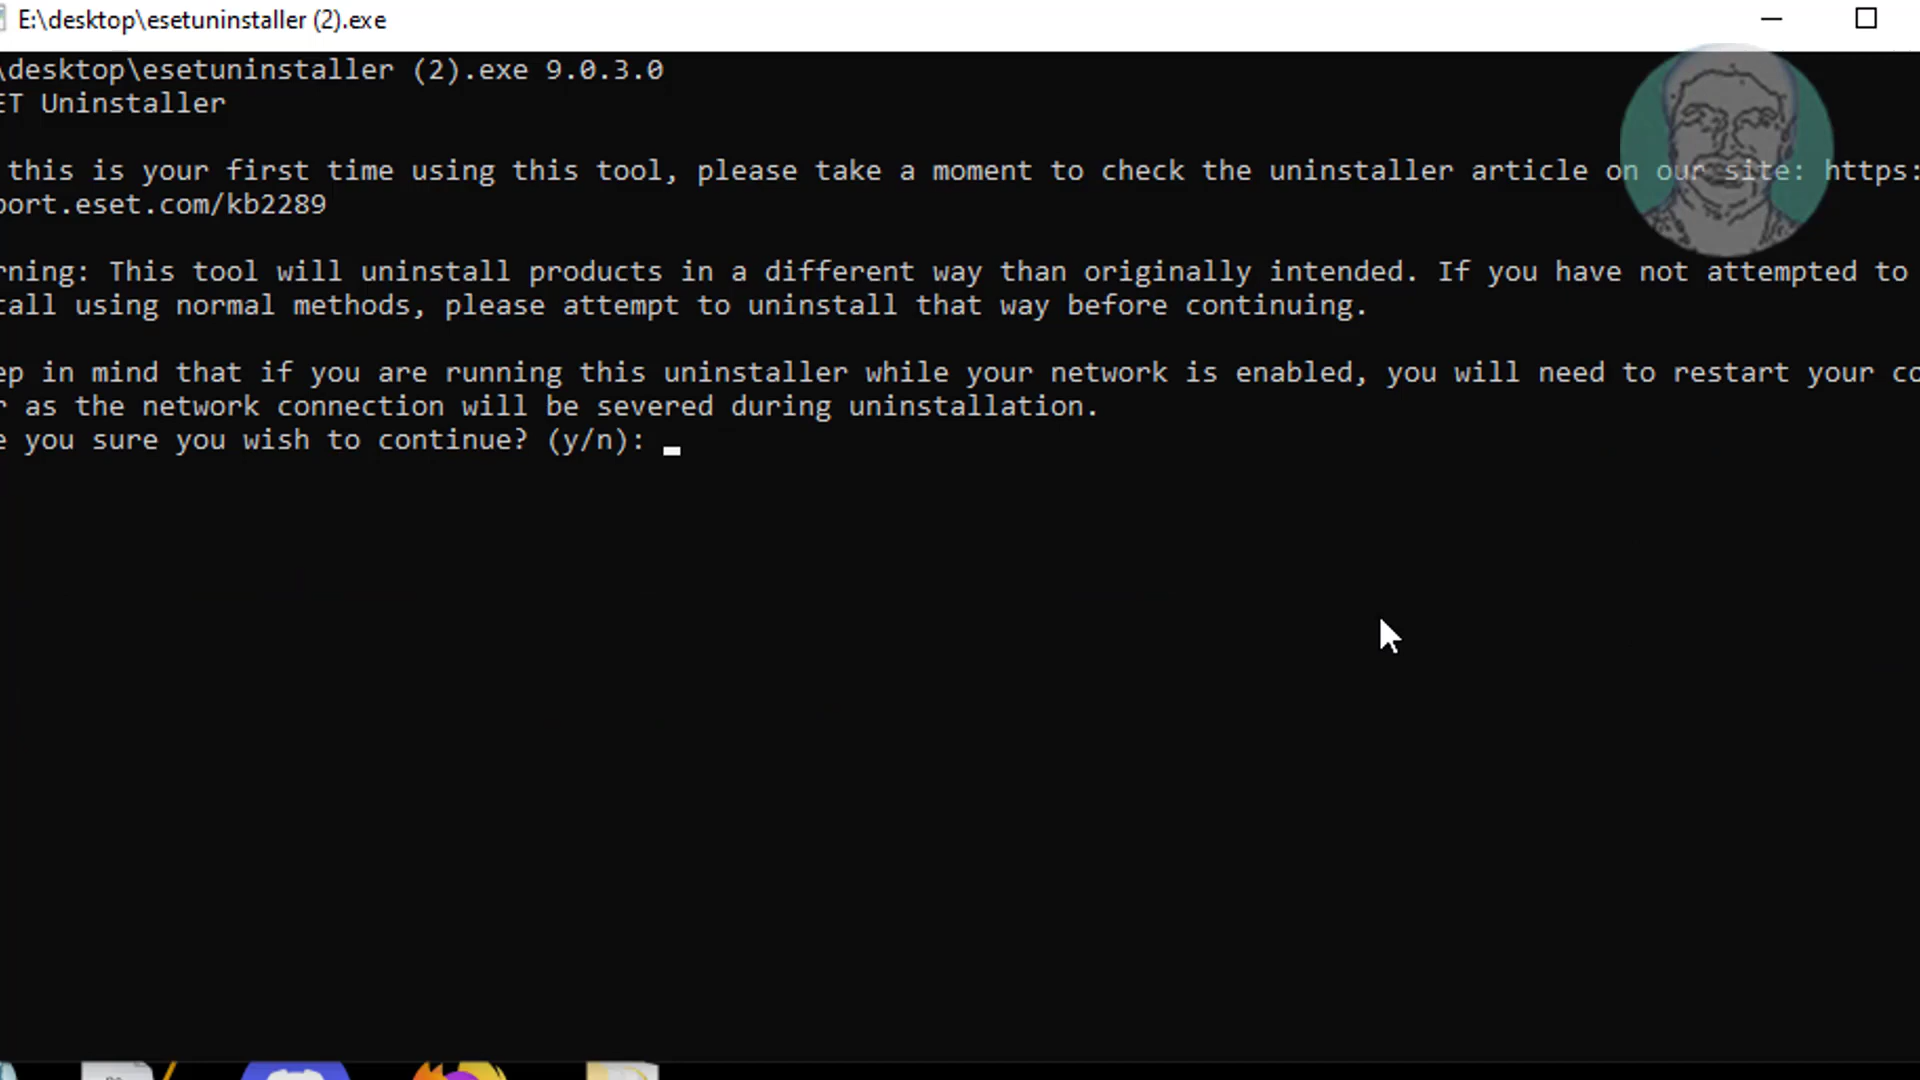 E:\desktop\esetuninstaller (2).exe
\desktop\esetuninstaller (2).exe 9.0.3.0
ET Uninstaller
this is your first time using this tool, please take a moment to check the uninstaller article on our site: https:
port.eset.com/kb2289
rning: This tool will uninstall products in a different way than originally intended. If you have not attempted to
tall using normal methods, please attempt to uninstall that way before continuing.
ep in mind that if you are running this uninstaller while your network is enabled, you will need to restart your co
r as the network connection will be severed during uninstallation.
e you sure you wish to continue? (y/n):